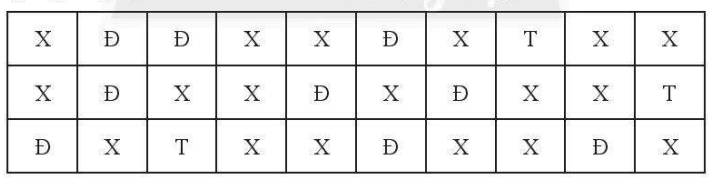 X Đ Đ X X Đ X T X X
X Đ X X Đ X Đ X X T
Đ X T X X Đ X X Đ X